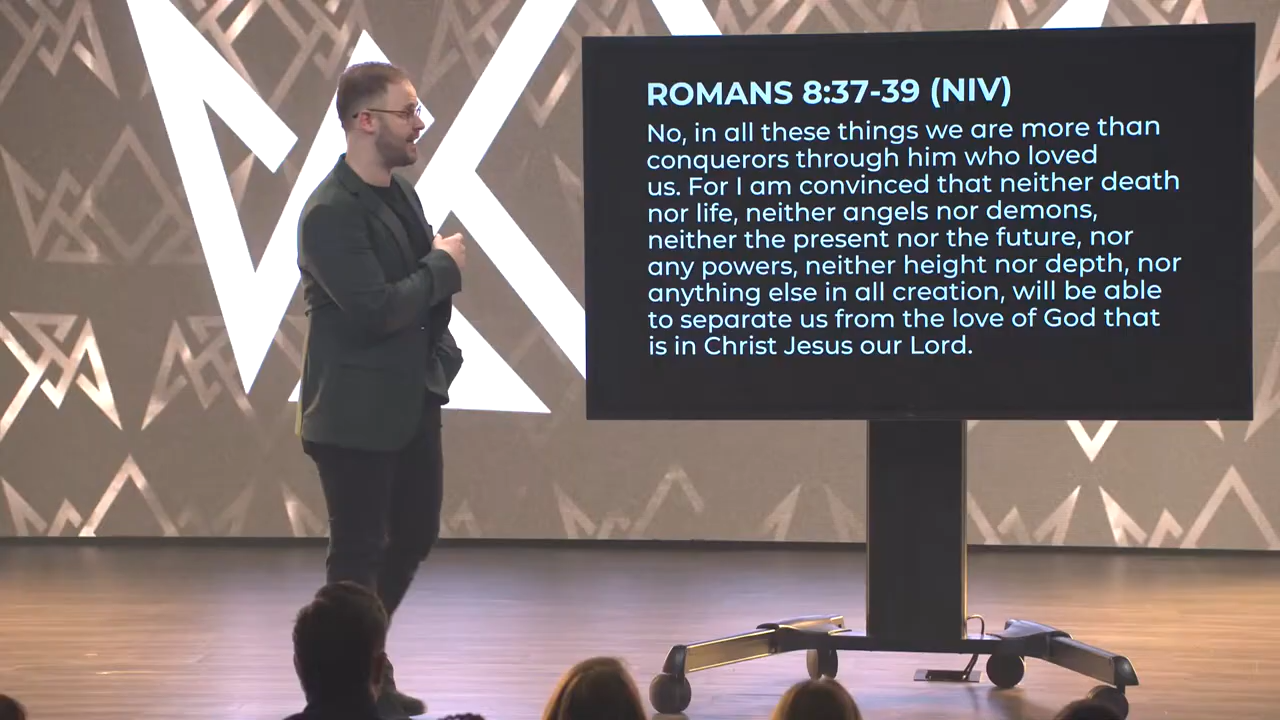 ROMANS 8:37-39 (NIV)
No, in all these things we are more than
conquerors through him who loved
us. For I am convinced that neither death
nor life, neither angels nor demons,
neither the present nor the future, nor
any powers, neither height nor depth, nor
anything else in all creation, will be able
to separate us from the love of God that
is in Christ Jesus our Lord.